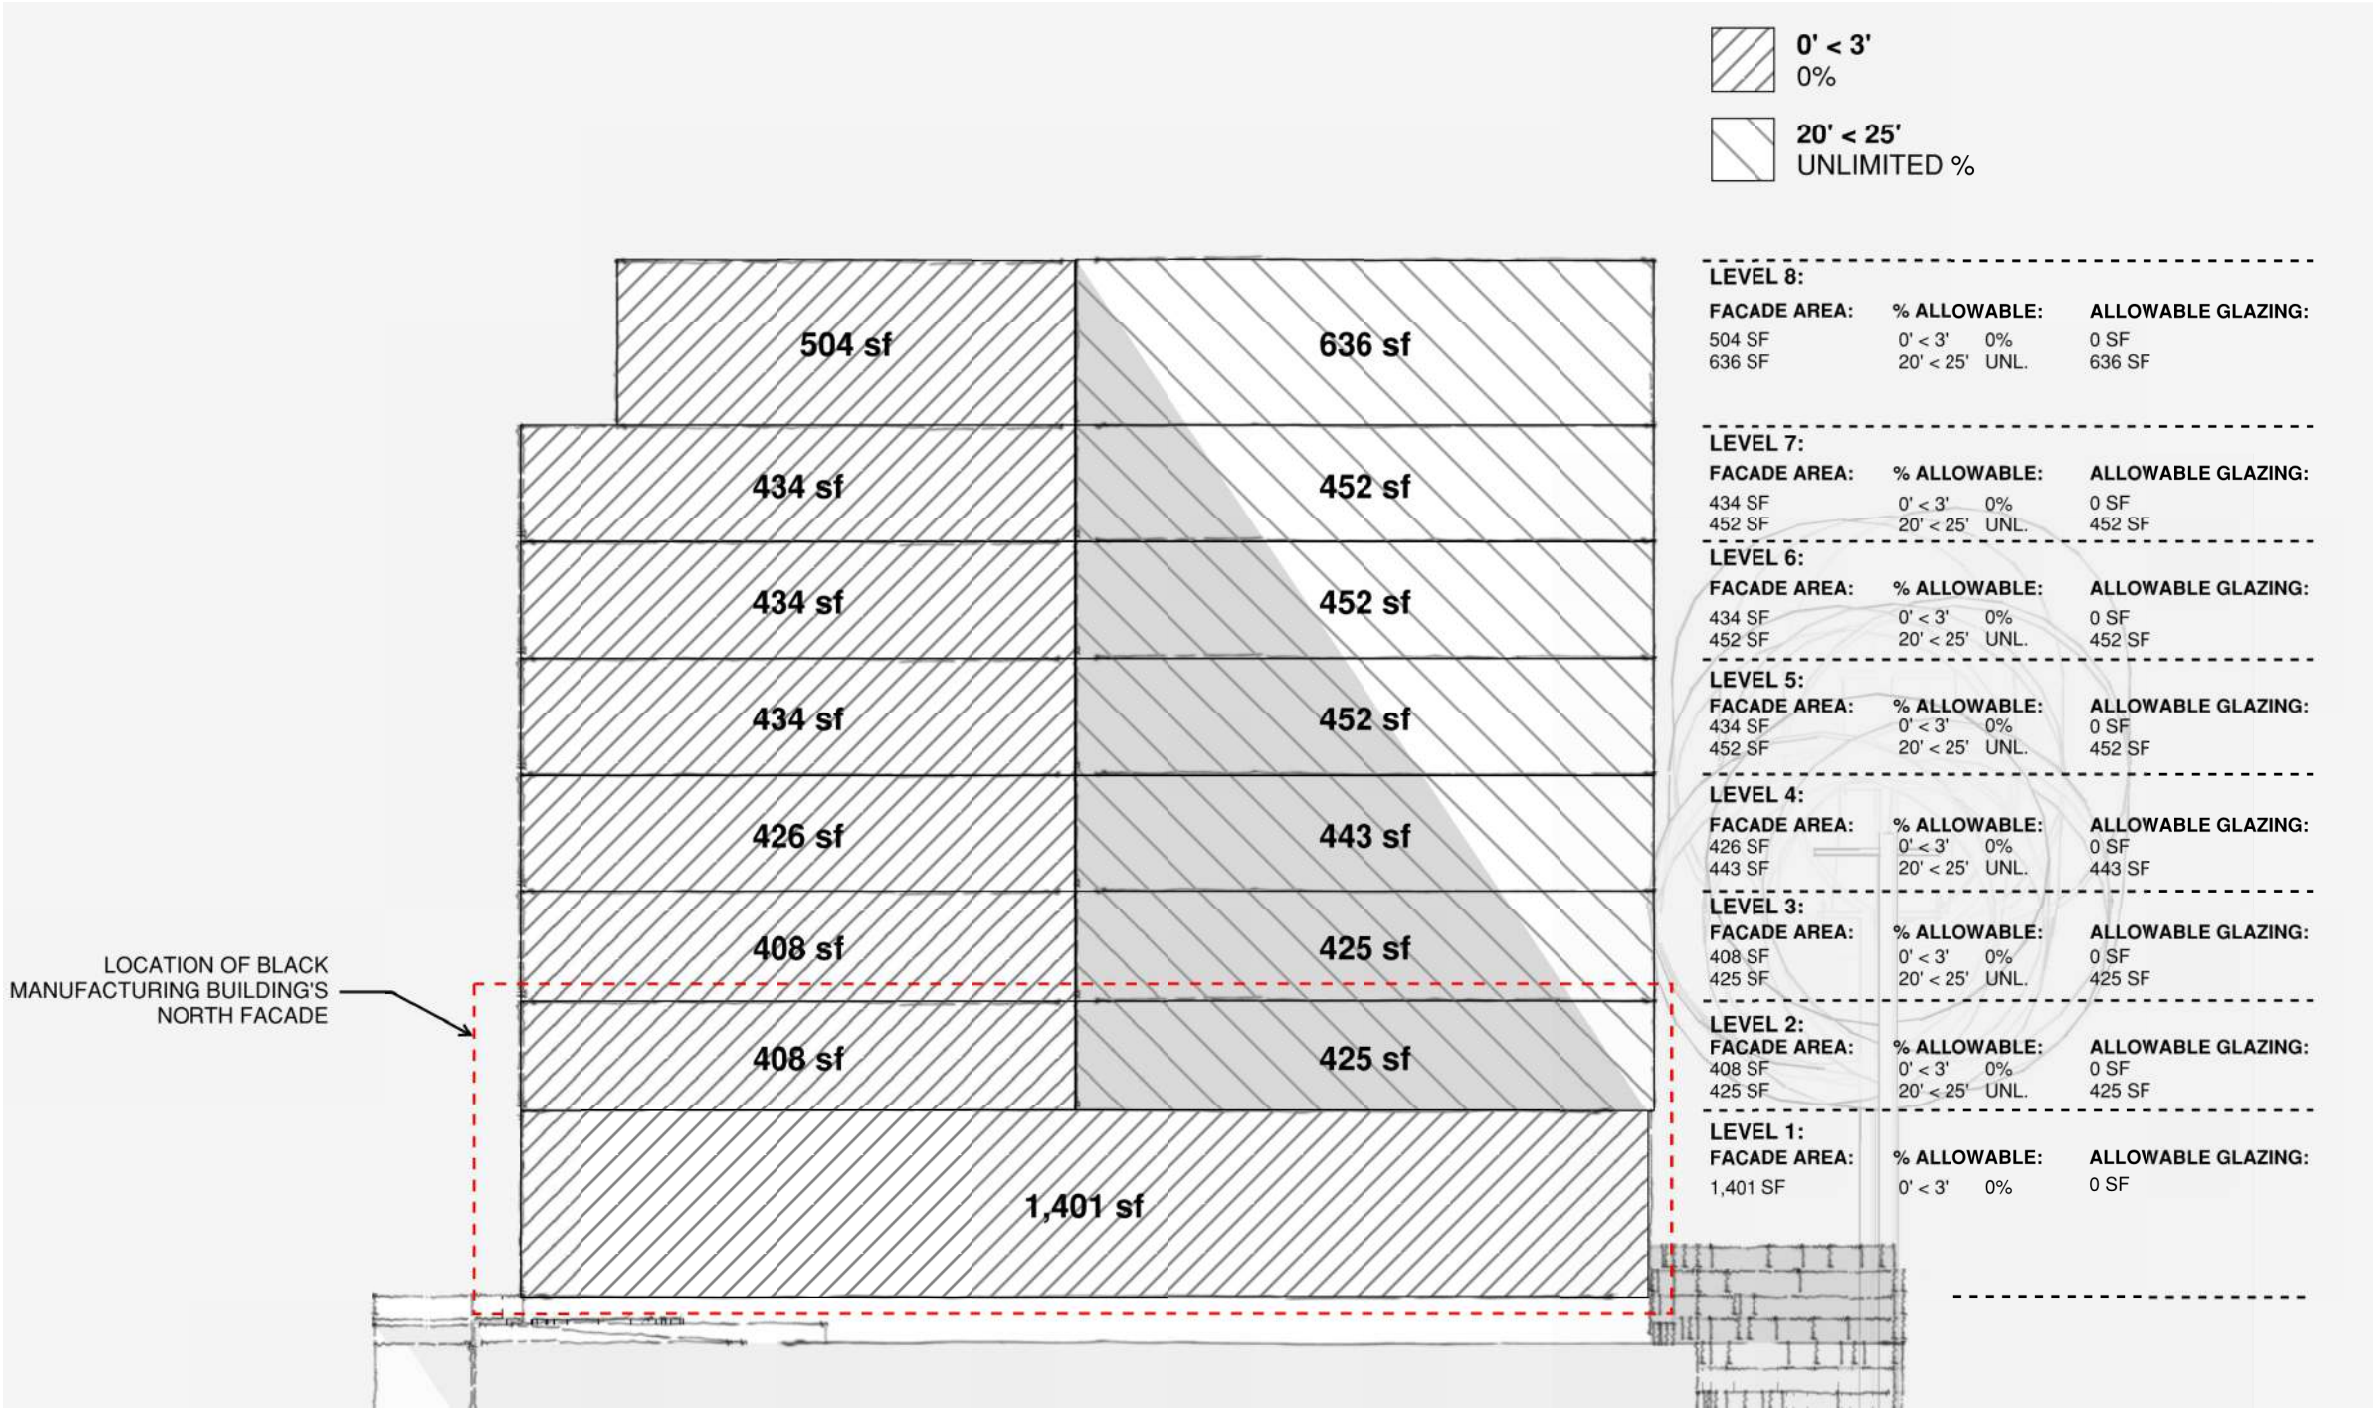 0' < 3'
0%
20' < 25'
UNLIMITED %
504 sf
636 sf
434 sf
452 sf
434 sf
452 sf
434 sf
452 sf
426 sf
443 sf
408 sf
425 sf
408 sf
425 sf
1,401 sf
LOCATION OF BLACK
MANUFACTURING BUILDING'S
NORTH FACADE
LEVEL 8:
FACADE AREA: % ALLOWABLE: ALLOWABLE GLAZING:
504 SF 0' < 3' 0% 0 SF
636 SF 20' < 25' UNL. 636 SF
LEVEL 7:
FACADE AREA: % ALLOWABLE: ALLOWABLE GLAZING:
434 SF 0' < 3' 0% 0 SF
452 SF 20' < 25' UNL. 452 SF
LEVEL 6:
FACADE AREA: % ALLOWABLE: ALLOWABLE GLAZING:
434 SF 0' < 3' 0% 0 SF
452 SF 20' < 25' UNL. 452 SF
LEVEL 5:
FACADE AREA: % ALLOWABLE: ALLOWABLE GLAZING:
434 SF 0' < 3' 0% 0 SF
452 SF 20' < 25' UNL. 452 SF
LEVEL 4:
FACADE AREA: % ALLOWABLE: ALLOWABLE GLAZING:
426 SF 0' < 3' 0% 0 SF
443 SF 20' < 25' UNL. 443 SF
LEVEL 3:
FACADE AREA: % ALLOWABLE: ALLOWABLE GLAZING:
408 SF 0' < 3' 0% 0 SF
425 SF 20' < 25' UNL. 425 SF
LEVEL 2:
FACADE AREA: % ALLOWABLE: ALLOWABLE GLAZING:
408 SF 0' < 3' 0% 0 SF
425 SF 20' < 25' UNL. 425 SF
LEVEL 1:
FACADE AREA: % ALLOWABLE: ALLOWABLE GLAZING:
1,401 SF 0' < 3' 0% 0 SF